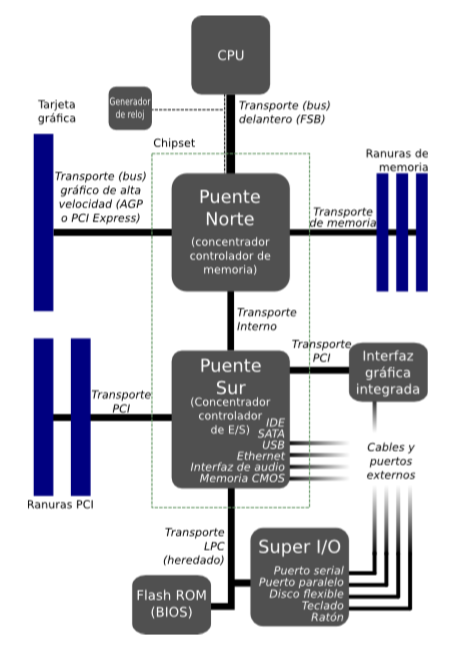 CPU
Generador
de reloj
Tarjeta
gráfica
Transporte (bus)
delantero (FSB)
Chipset
Ranuras de
memoria
Transporte (bus)
gráfico de alta
velocidad (AGP
o PCI Express)
Puente
Norte
(concentrador
controlador de
memoria)
Transporte
de memoria
Transporte
Interno
Transporte
PCI
Interfaz
gráfica
integrada
Puente
Sur
(Concentrador
controlador
de E/S)
IDE
SATA
USB
Ethernet
Interfaz de audio
Memoria CMOS
Transporte
PCI
Cables y
puertos
externos
Ranuras PCI
Transporte
LPC
(heredado)
Super I/O
Puerto serial
Puerto paralelo
Disco flexible
Teclado
Ratón
Flash ROM
(BIOS)